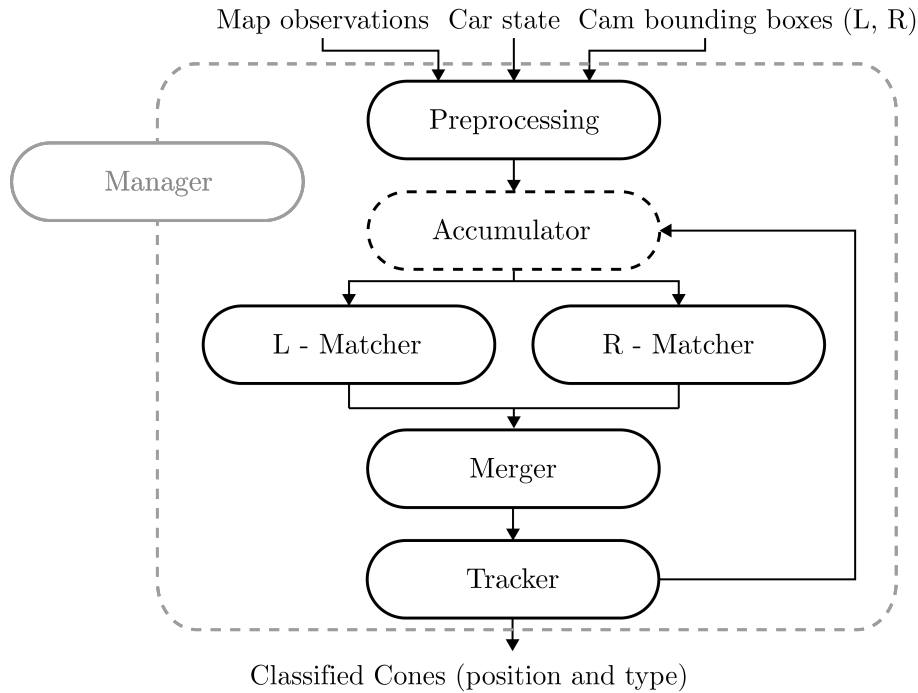 Map observations Car state Cam bounding boxes (L, R)
Preprocessing
Manager
Accumulator
L - Matcher R - Matcher
Merger
Tracker
Classified Cones (position and type)